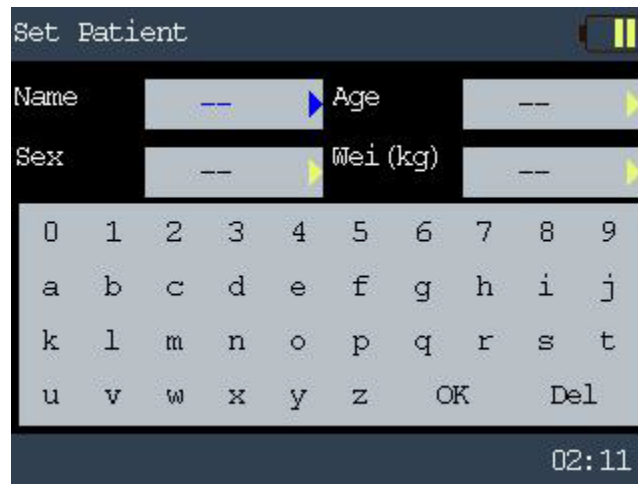 Set Patient
Name -- Age --
Sex -- Wei(kg) --
0 1 2 3 4 5 6 7 8 9
a b c d e f g h i j
k l m n o p q r s t
u v w x y z OK Del
02:11